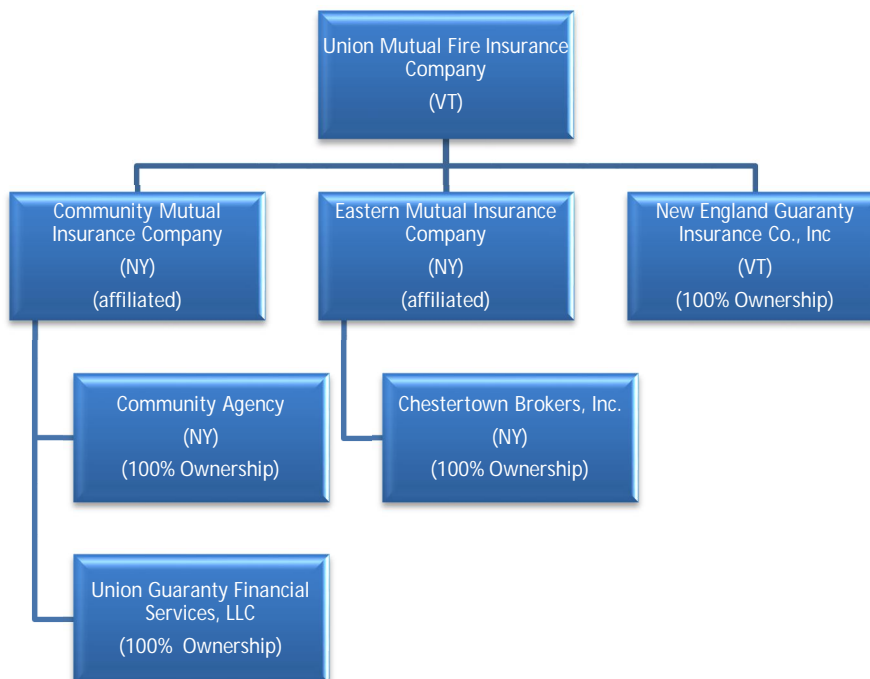 Union Mutual Fire Insurance
Company
(VT)
Community Mutual
Insurance Company
(NY)
(affiliated)
Eastern Mutual Insurance
Company
(NY)
(affiliated)
New England Guaranty
Insurance Co., Inc
(VT)
(100% Ownership)
Community Agency
(NY)
(100% Ownership)
Chestertown Brokers, Inc.
(NY)
(100% Ownership)
Union Guaranty Financial
Services, LLC
(100% Ownership)